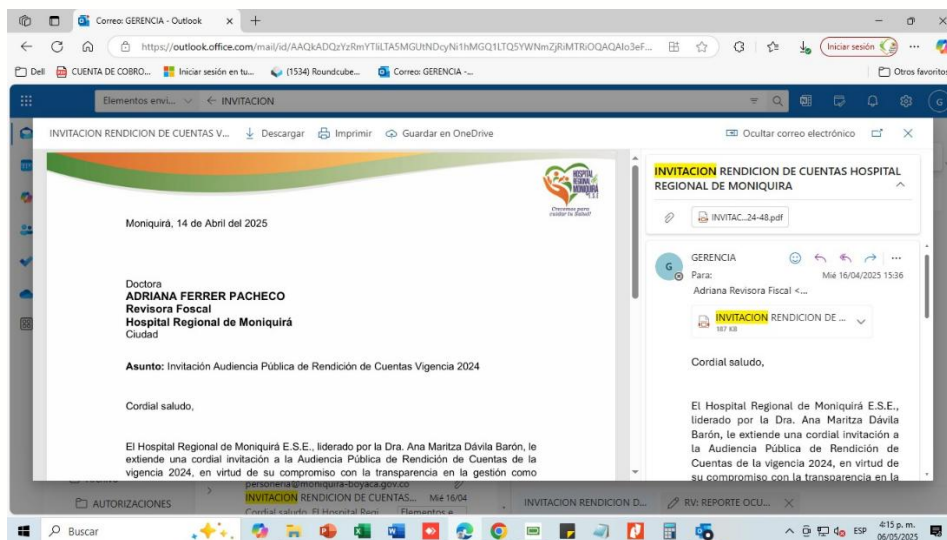 Correo: GERENCIA - Outlook
https://outlook.office.com/mail/id/AAQkADQzYzRmYTliLTA5MGUtNDcyNi1hMGQ1LTQ5YWNmZjRiMTRiOQAQAIo3eF...
Iniciar sesión
Dell
CUENTA DE COBRO...
Iniciar sesión en tu...
(1534) Roundcube...
Correo: GERENCIA -...
Otros favoritos
Elementos envi...
INVITACION
INVITACION RENDICION DE CUENTAS V...
Descargar
Imprimir
Guardar en OneDrive
Ocultar correo electrónico
HOSPITAL
REGIONAL
MONIQUIRÁ
E.S.E
Crecemos para
cuidar tu Salud!
Moniquirá, 14 de Abril del 2025
Doctora
ADRIANA FERRER PACHECO
Revisora Foscal
Hospital Regional de Moniquirá
Ciudad
Asunto: Invitación Audiencia Pública de Rendición de Cuentas Vigencia 2024
Cordial saludo,
El Hospital Regional de Moniquirá E.S.E., liderado por la Dra. Ana Maritza Dávila Barón, le
extiende una cordial invitación a la Audiencia Pública de Rendición de Cuentas de la
vigencia 2024, en virtud de su compromiso con la transparencia en la gestión como
INVITACION RENDICION DE CUENTAS HOSPITAL
REGIONAL DE MONIQUIRA
INVITAC...24-48.pdf
G
GERENCIA
Para:
Mié 16/04/2025 15:36
Adriana Revisora Fiscal <...
INVITACION RENDICION DE ...
187 KB
Cordial saludo,
El Hospital Regional de Moniquirá E.S.E.,
liderado por la Dra. Ana Maritza Dávila
Barón, le extiende una cordial invitación a
la Audiencia Pública de Rendición de
Cuentas de la vigencia 2024, en virtud de
su compromiso con la transparencia en la
personeria@moniquira-boyaca.gov.co
AUTORIZACIONES
INVITACION RENDICION DE CUENTAS...
Mié 16/04
Cordial saludo, El Hospital Regi...
Elementos e...
INVITACION RENDICION D...
RV: REPORTE OCU...
Buscar
ESP
4:15 p. m.
06/05/2025